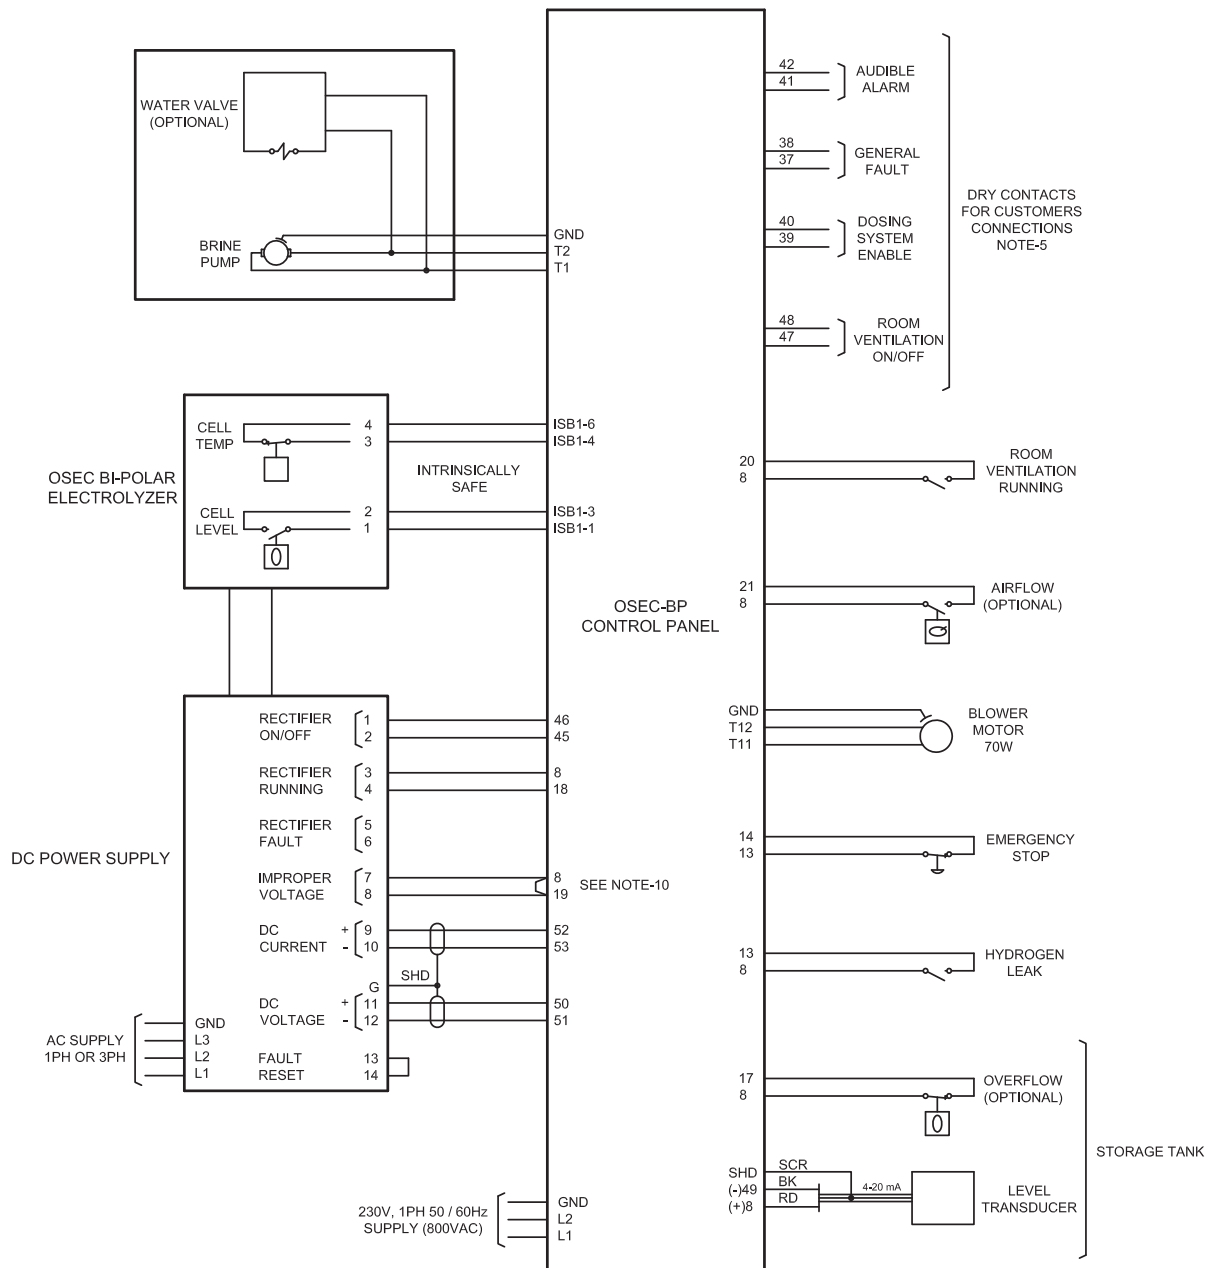 WATER VALVE
(OPTIONAL)
BRINE
PUMP
GND
T2
T1
OSEC BI-POLAR
ELECTROLYZER
CELL
TEMP
4
3
CELL
LEVEL
2
1
INTRINSICALLY
SAFE
ISB1-6
ISB1-4
ISB1-3
ISB1-1
DC POWER SUPPLY
RECTIFIER
ON/OFF
1
2
46
45
RECTIFIER
RUNNING
3
4
8
18
RECTIFIER
FAULT
5
6
IMPROPER
VOLTAGE
7
8
8
19
SEE NOTE-10
DC
CURRENT
+ 9
- 10
52
53
G
SHD
DC
VOLTAGE
+ 11
- 12
50
51
FAULT
RESET
13
14
AC SUPPLY
1PH OR 3PH
GND
L3
L2
L1
230V, 1PH 50 / 60Hz
SUPPLY (800VAC)
GND
L2
L1
OSEC-BP
CONTROL PANEL
42
41
AUDIBLE
ALARM
38
37
GENERAL
FAULT
40
39
DOSING
SYSTEM
ENABLE
48
47
ROOM
VENTILATION
ON/OFF
DRY CONTACTS
FOR CUSTOMERS
CONNECTIONS
NOTE-5
20
8
ROOM
VENTILATION
RUNNING
21
8
AIRFLOW
(OPTIONAL)
GND
T12
T11
BLOWER
MOTOR
70W
14
13
EMERGENCY
STOP
13
8
HYDROGEN
LEAK
17
8
OVERFLOW
(OPTIONAL)
SHD
(-)49
(+)8
SCR
BK
RD
4-20 mA
LEVEL
TRANSDUCER
STORAGE TANK